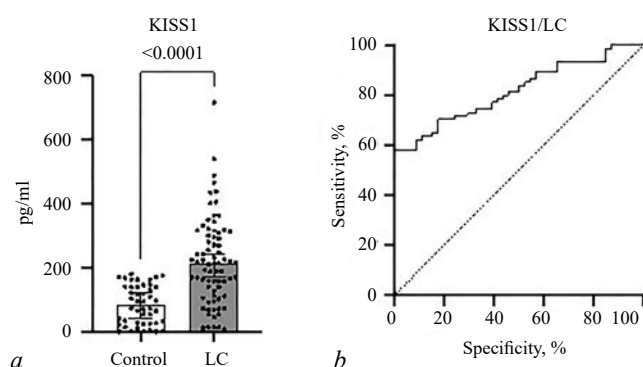 KISS1
<0.0001
800
600
400
200
0
pg/ml
Control LC
a
KISS1/LC
100
80
60
40
20
0
Sensitivity, %
0 20 40 60 80 100
Specificity, %
b